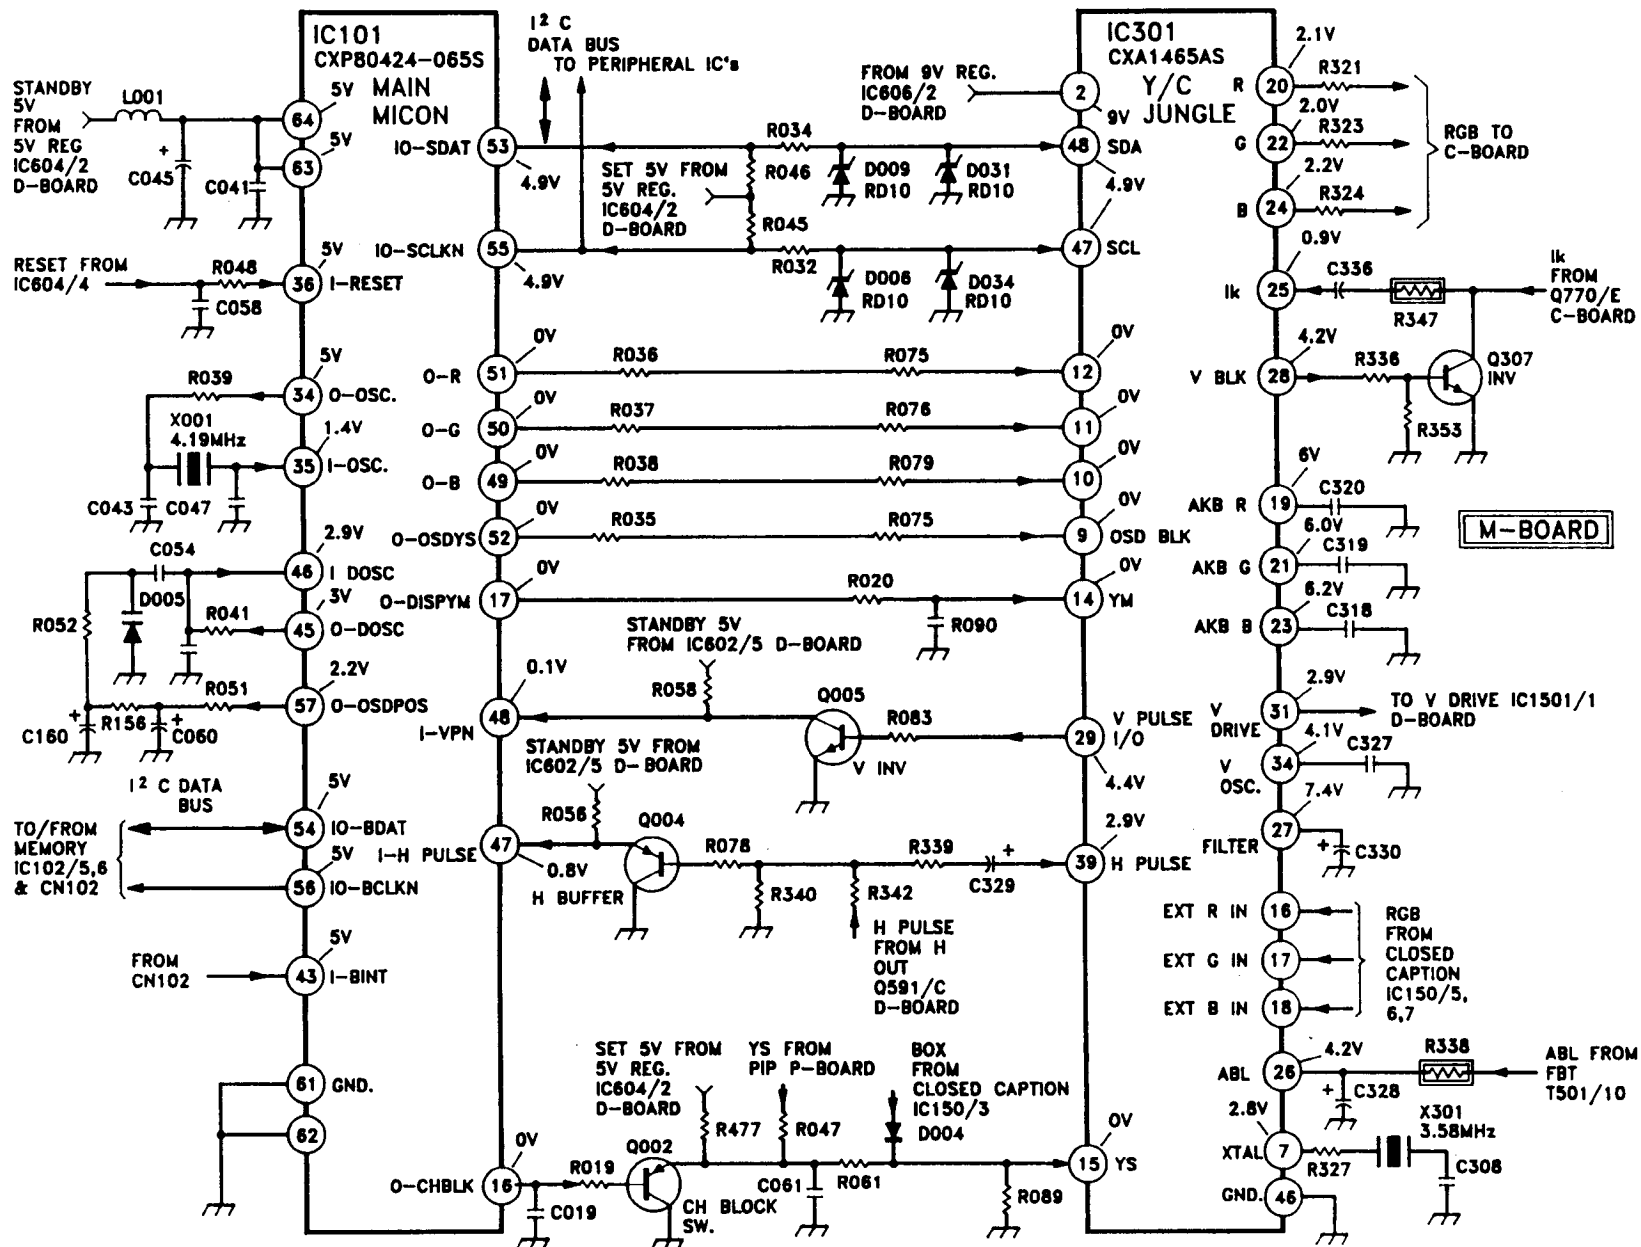 IC101
CXP80424-065S
MAIN
MICON
STANDBY
5V
FROM
5V REG
IC604/2
D-BOARD
L001
C045
+
C041
5V
64
5V
63
RESET FROM
IC604/4
R048
C058
5V
36
I-RESET
R039
5V
34
O-OSC.
X001
4.19MHz
1.4V
35
I-OSC.
C043
C047
C054
2.9V
46
I DOSC
D005
R052
R041
3V
45
O-DOSC
2.2V
57
O-OSDPOS
R051
R156
+
C160
+
C060
I² C DATA
BUS
TO/FROM
MEMORY
IC102/5,6
& CN102
5V
54
IO-BDAT
5V
56
IO-BCLKN
FROM
CN102
5V
43
I-BINT
61
GND.
62
I² C
DATA BUS
TO PERIPHERAL IC's
IO-SDAT
53
4.9V
IO-SCLKN
55
4.9V
SET 5V FROM
5V REG.
IC604/2
D-BOARD
R034
R046
R045
R032
D009
RD10
D031
RD10
D006
RD10
D034
RD10
FROM 9V REG.
IC606/2
D-BOARD
O-R
51
0V
R036
R075
0V
12
O-G
50
0V
R037
R076
0V
11
O-B
49
0V
R038
R079
0V
10
O-OSDYS
52
0V
R035
R075
0V
9
OSD BLK
O-DISPYM
17
0V
R020
R090
0V
14
YM
STANDBY 5V
FROM IC602/5 D-BOARD
R058
0.1V
48
I-VPN
Q005
V INV
R083
29
V PULSE
I/O
4.4V
STANDBY 5V FROM
IC602/5 D-BOARD
R056
Q004
47
I-H PULSE
0.8V
H BUFFER
R078
R340
R342
R339
+
C329
2.9V
39
H PULSE
H PULSE
FROM H
OUT
Q591/C
D-BOARD
SET 5V FROM
5V REG.
IC604/2
D-BOARD
YS FROM
PIP P-BOARD
BOX
FROM
CLOSED CAPTION
IC150/3
D004
R477
R047
O-CHBLK
16
0V
C019
R019
Q002
CH BLOCK
SW.
C061
R061
R089
0V
15
YS
IC301
CXA1465AS
Y/C
JUNGLE
2
9V
48
SDA
4.9V
47
SCL
R
20
2.1V
R321
G
22
2.0V
R323
B
24
2.2V
R324
RGB TO
C-BOARD
Ik
25
0.9V
C336
R347
Ik
FROM
Q770/E
C-BOARD
V BLK
28
4.2V
R336
R353
Q307
INV
AKB R
19
6V
C320
AKB G
21
6.0V
C319
AKB B
23
6.2V
C318
M-BOARD
V
DRIVE
31
2.9V
TO V DRIVE IC1501/1
D-BOARD
V
OSC.
34
4.1V
C327
FILTER
27
7.4V
+
C330
EXT R IN
16
EXT G IN
17
EXT B IN
18
RGB
FROM
CLOSED
CAPTION
IC150/5,
6,7
ABL
26
4.2V
+
C328
R338
ABL FROM
FBT
T501/10
XTAL
7
2.8V
R327
X301
3.58MHz
C308
GND.
46